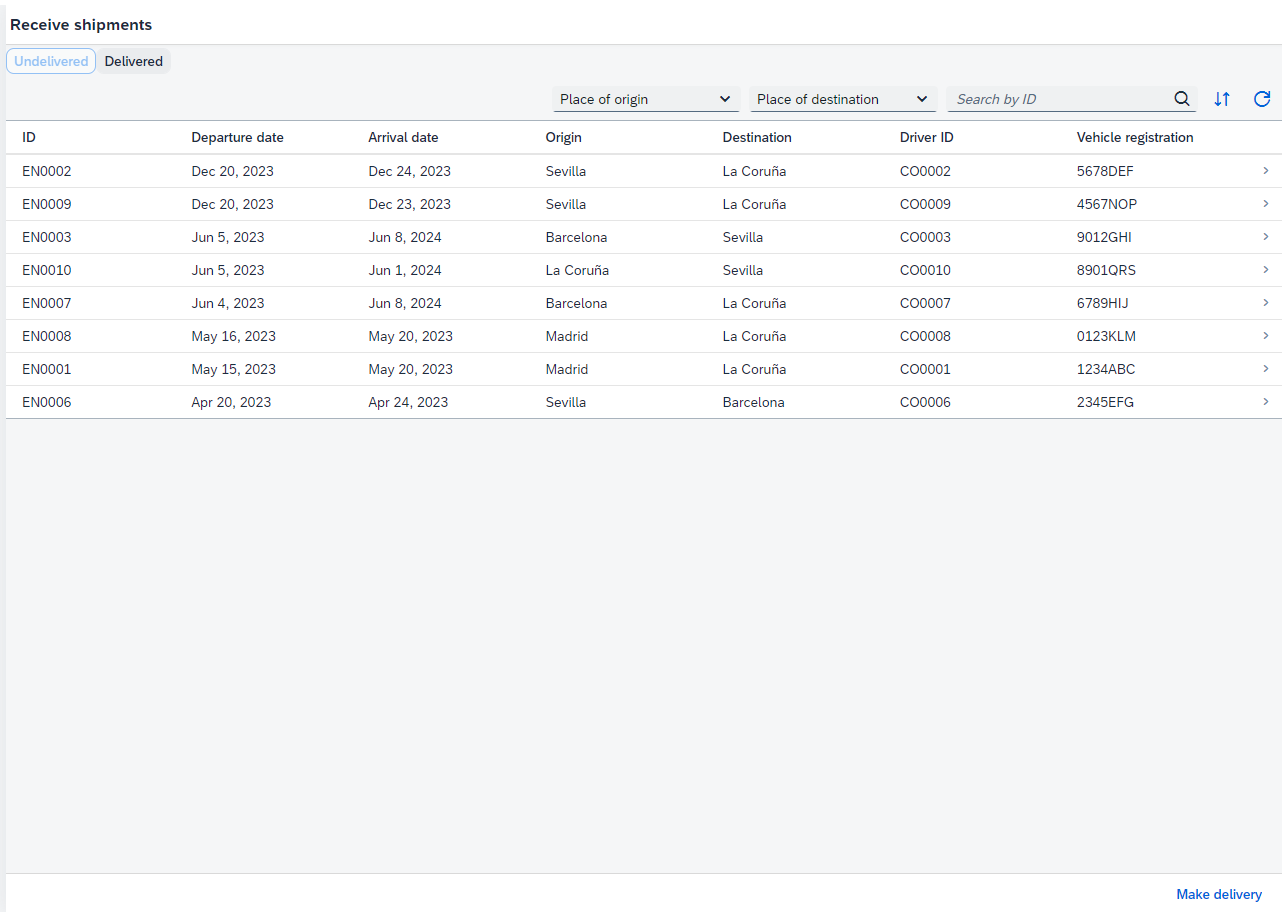 Receive shipments
Undelivered Delivered
Place of origin Place of destination Search by ID
ID Departure date Arrival date Origin Destination Driver ID Vehicle registration
EN0002 Dec 20, 2023 Dec 24, 2023 Sevilla La Coruña CO0002 5678DEF
EN0009 Dec 20, 2023 Dec 23, 2023 Sevilla La Coruña CO0009 4567NOP
EN0003 Jun 5, 2023 Jun 8, 2024 Barcelona Sevilla CO0003 9012GHI
EN0010 Jun 5, 2023 Jun 1, 2024 La Coruña Sevilla CO0010 8901QRS
EN0007 Jun 4, 2023 Jun 8, 2024 Barcelona La Coruña CO0007 6789HIJ
EN0008 May 16, 2023 May 20, 2023 Madrid La Coruña CO0008 0123KLM
EN0001 May 15, 2023 May 20, 2023 Madrid La Coruña CO0001 1234ABC
EN0006 Apr 20, 2023 Apr 24, 2023 Sevilla Barcelona CO0006 2345EFG
Make delivery